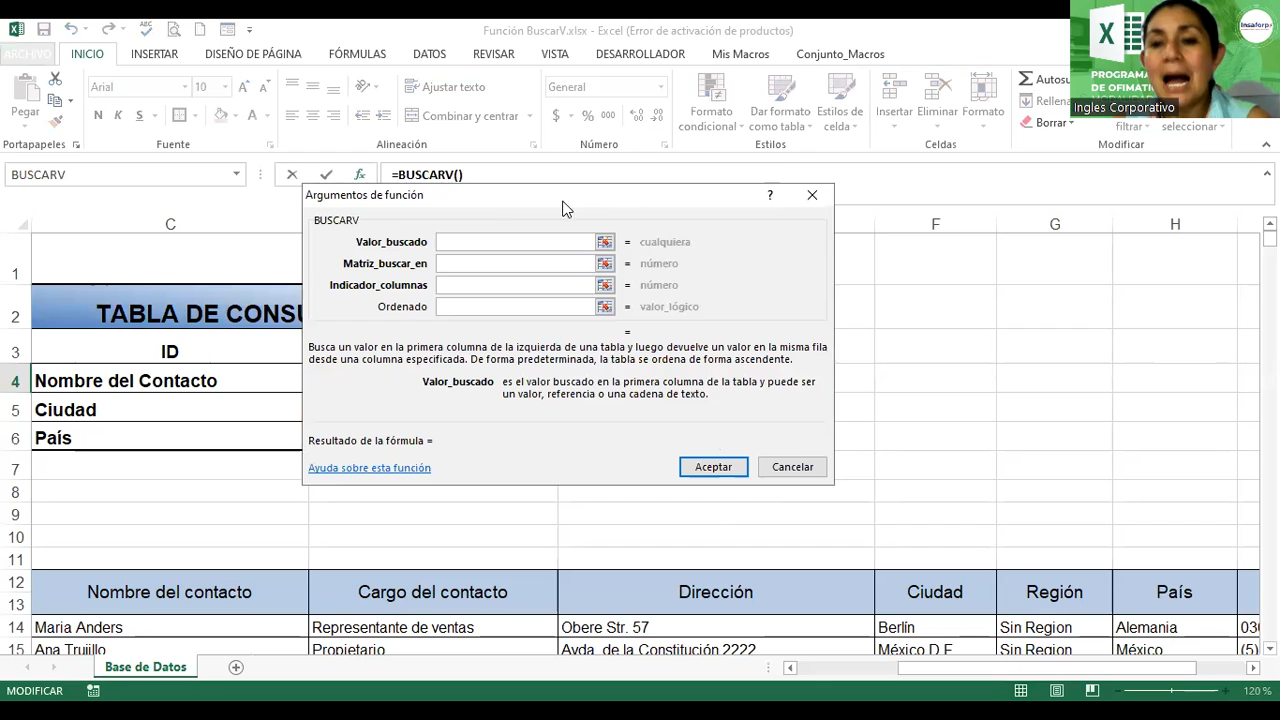 Función BuscarV.xlsx - Excel (Error de activación de productos)
ARCHIVO INICIO INSERTAR DISEÑO DE PÁGINA FÓRMULAS DATOS REVISAR VISTA DESARROLLADOR Mis Macros Conjunto_Macros
Pegar
Portapapeles
Arial 10
N K S
Fuente
Ajustar texto
Combinar y centrar
Alineación
General
$ % 000
Número
Formato condicional
Dar formato como tabla
Estilos de celda
Estilos
Insertar
Eliminar
Formato
Celdas
Autosu
Rellena
Borrar
filtrar
seleccionar
Modificar
PROGRAMA
DE OFIMÁTI
Insaforp
Ingles Corporativo
BUSCARV
fx
=BUSCARV()
Argumentos de función
?
BUSCARV
Valor_buscado = cualquiera
Matriz_buscar_en = número
Indicador_columnas = número
Ordenado = valor_lógico
=
Busca un valor en la primera columna de la izquierda de una tabla y luego devuelve un valor en la misma fila
desde una columna especificada. De forma predeterminada, la tabla se ordena de forma ascendente.
Valor_buscado es el valor buscado en la primera columna de la tabla y puede ser
un valor, referencia o una cadena de texto.
Resultado de la fórmula =
Ayuda sobre esta función
Aceptar
Cancelar
C F G H
1
2 TABLA DE CONSU
3 ID
4 Nombre del Contacto
5 Ciudad
6 País
7
8
9
10
11
12
13
Nombre del contacto Cargo del contacto Dirección Ciudad Región País
14 Maria Anders Representante de ventas Obere Str. 57 Berlín Sin Region Alemania 030
15 Ana Trujillo Propietario Avda. de la Constitución 2222 México D.F. Sin Region México (5)
Base de Datos
MODIFICAR
120 %